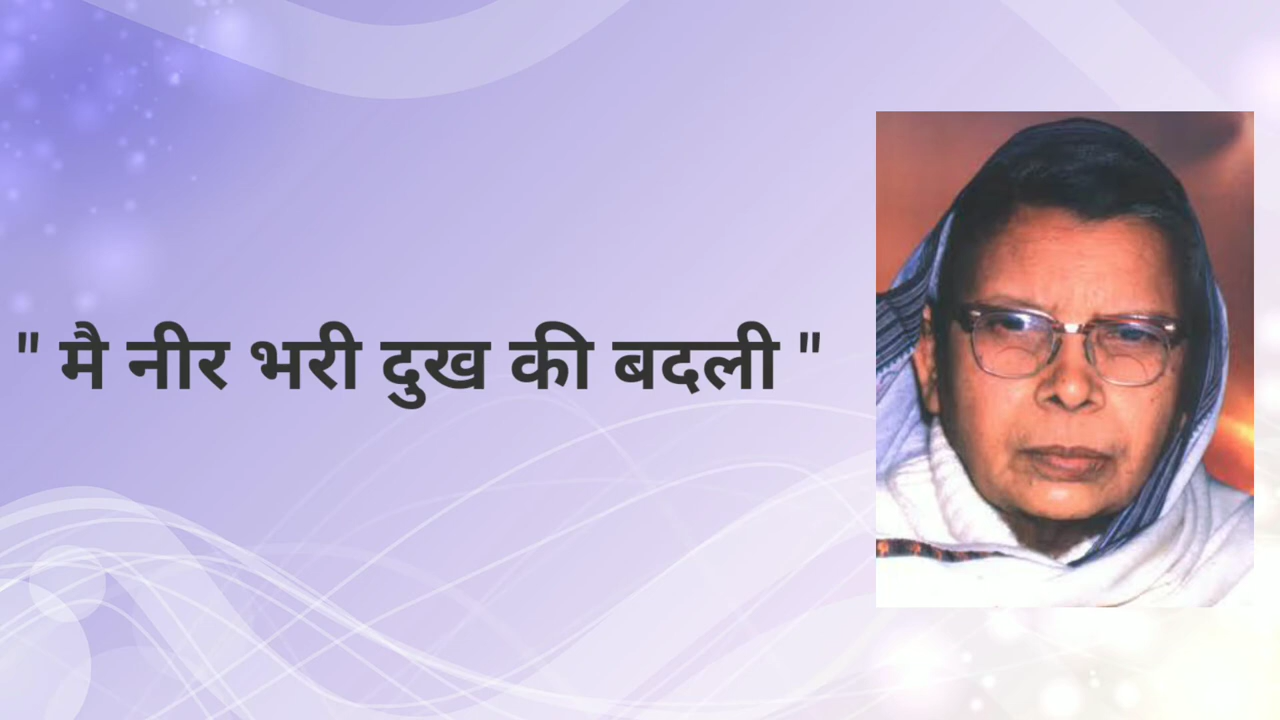 " मै नीर भरी दुख की बदली "